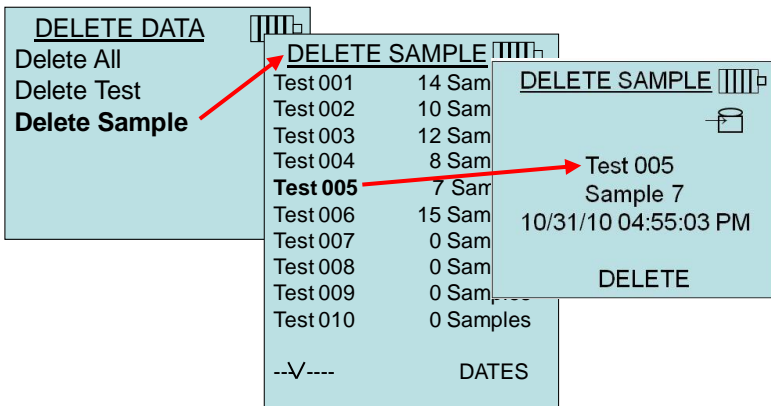 DELETE DATA
Delete All
Delete Test
Delete Sample
DELETE SAMPLE
Test 001 14 Sam
Test 002 10 Sam
Test 003 12 Sam
Test 004 8 Sam
Test 005 7 Sam
Test 006 15 Sam
Test 007 0 Sam
Test 008 0 Sam
Test 009 0 Samples
Test 010 0 Samples
---\/---- DATES
DELETE SAMPLE
Test 005
Sample 7
10/31/10 04:55:03 PM
DELETE